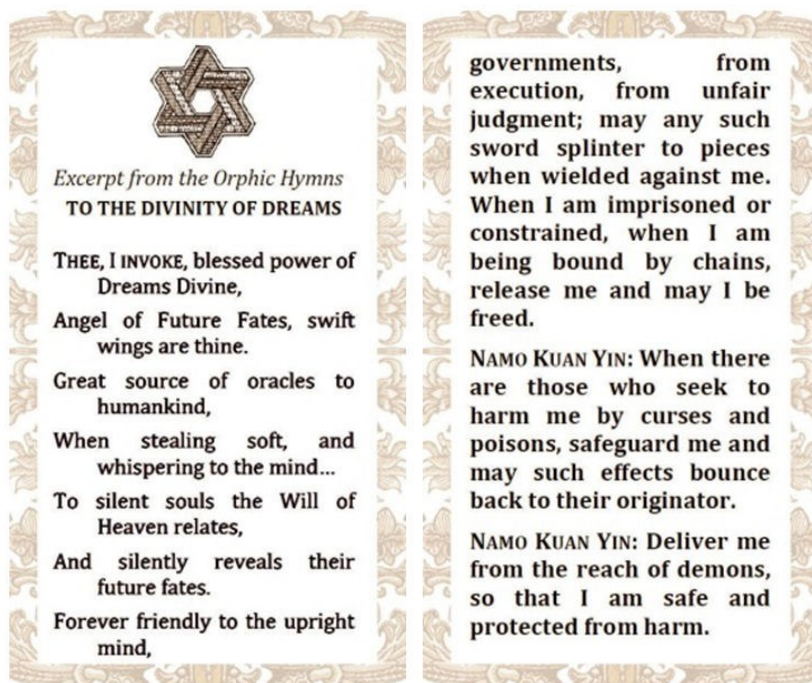 Excerpt from the Orphic Hymns
TO THE DIVINITY OF DREAMS
THEE, I INVOKE, blessed power of
Dreams Divine,
Angel of Future Fates, swift
wings are thine.
Great source of oracles to
humankind,
When stealing soft, and
whispering to the mind...
To silent souls the Will of
Heaven relates,
And silently reveals their
future fates.
Forever friendly to the upright
mind,
governments, from
execution, from unfair
judgment; may any such
sword splinter to pieces
when wielded against me.
When I am imprisoned or
constrained, when I am
being bound by chains,
release me and may I be
freed.
NAMO KUAN YIN: When there
are those who seek to
harm me by curses and
poisons, safeguard me and
may such effects bounce
back to their originator.
NAMO KUAN YIN: Deliver me
from the reach of demons,
so that I am safe and
protected from harm.